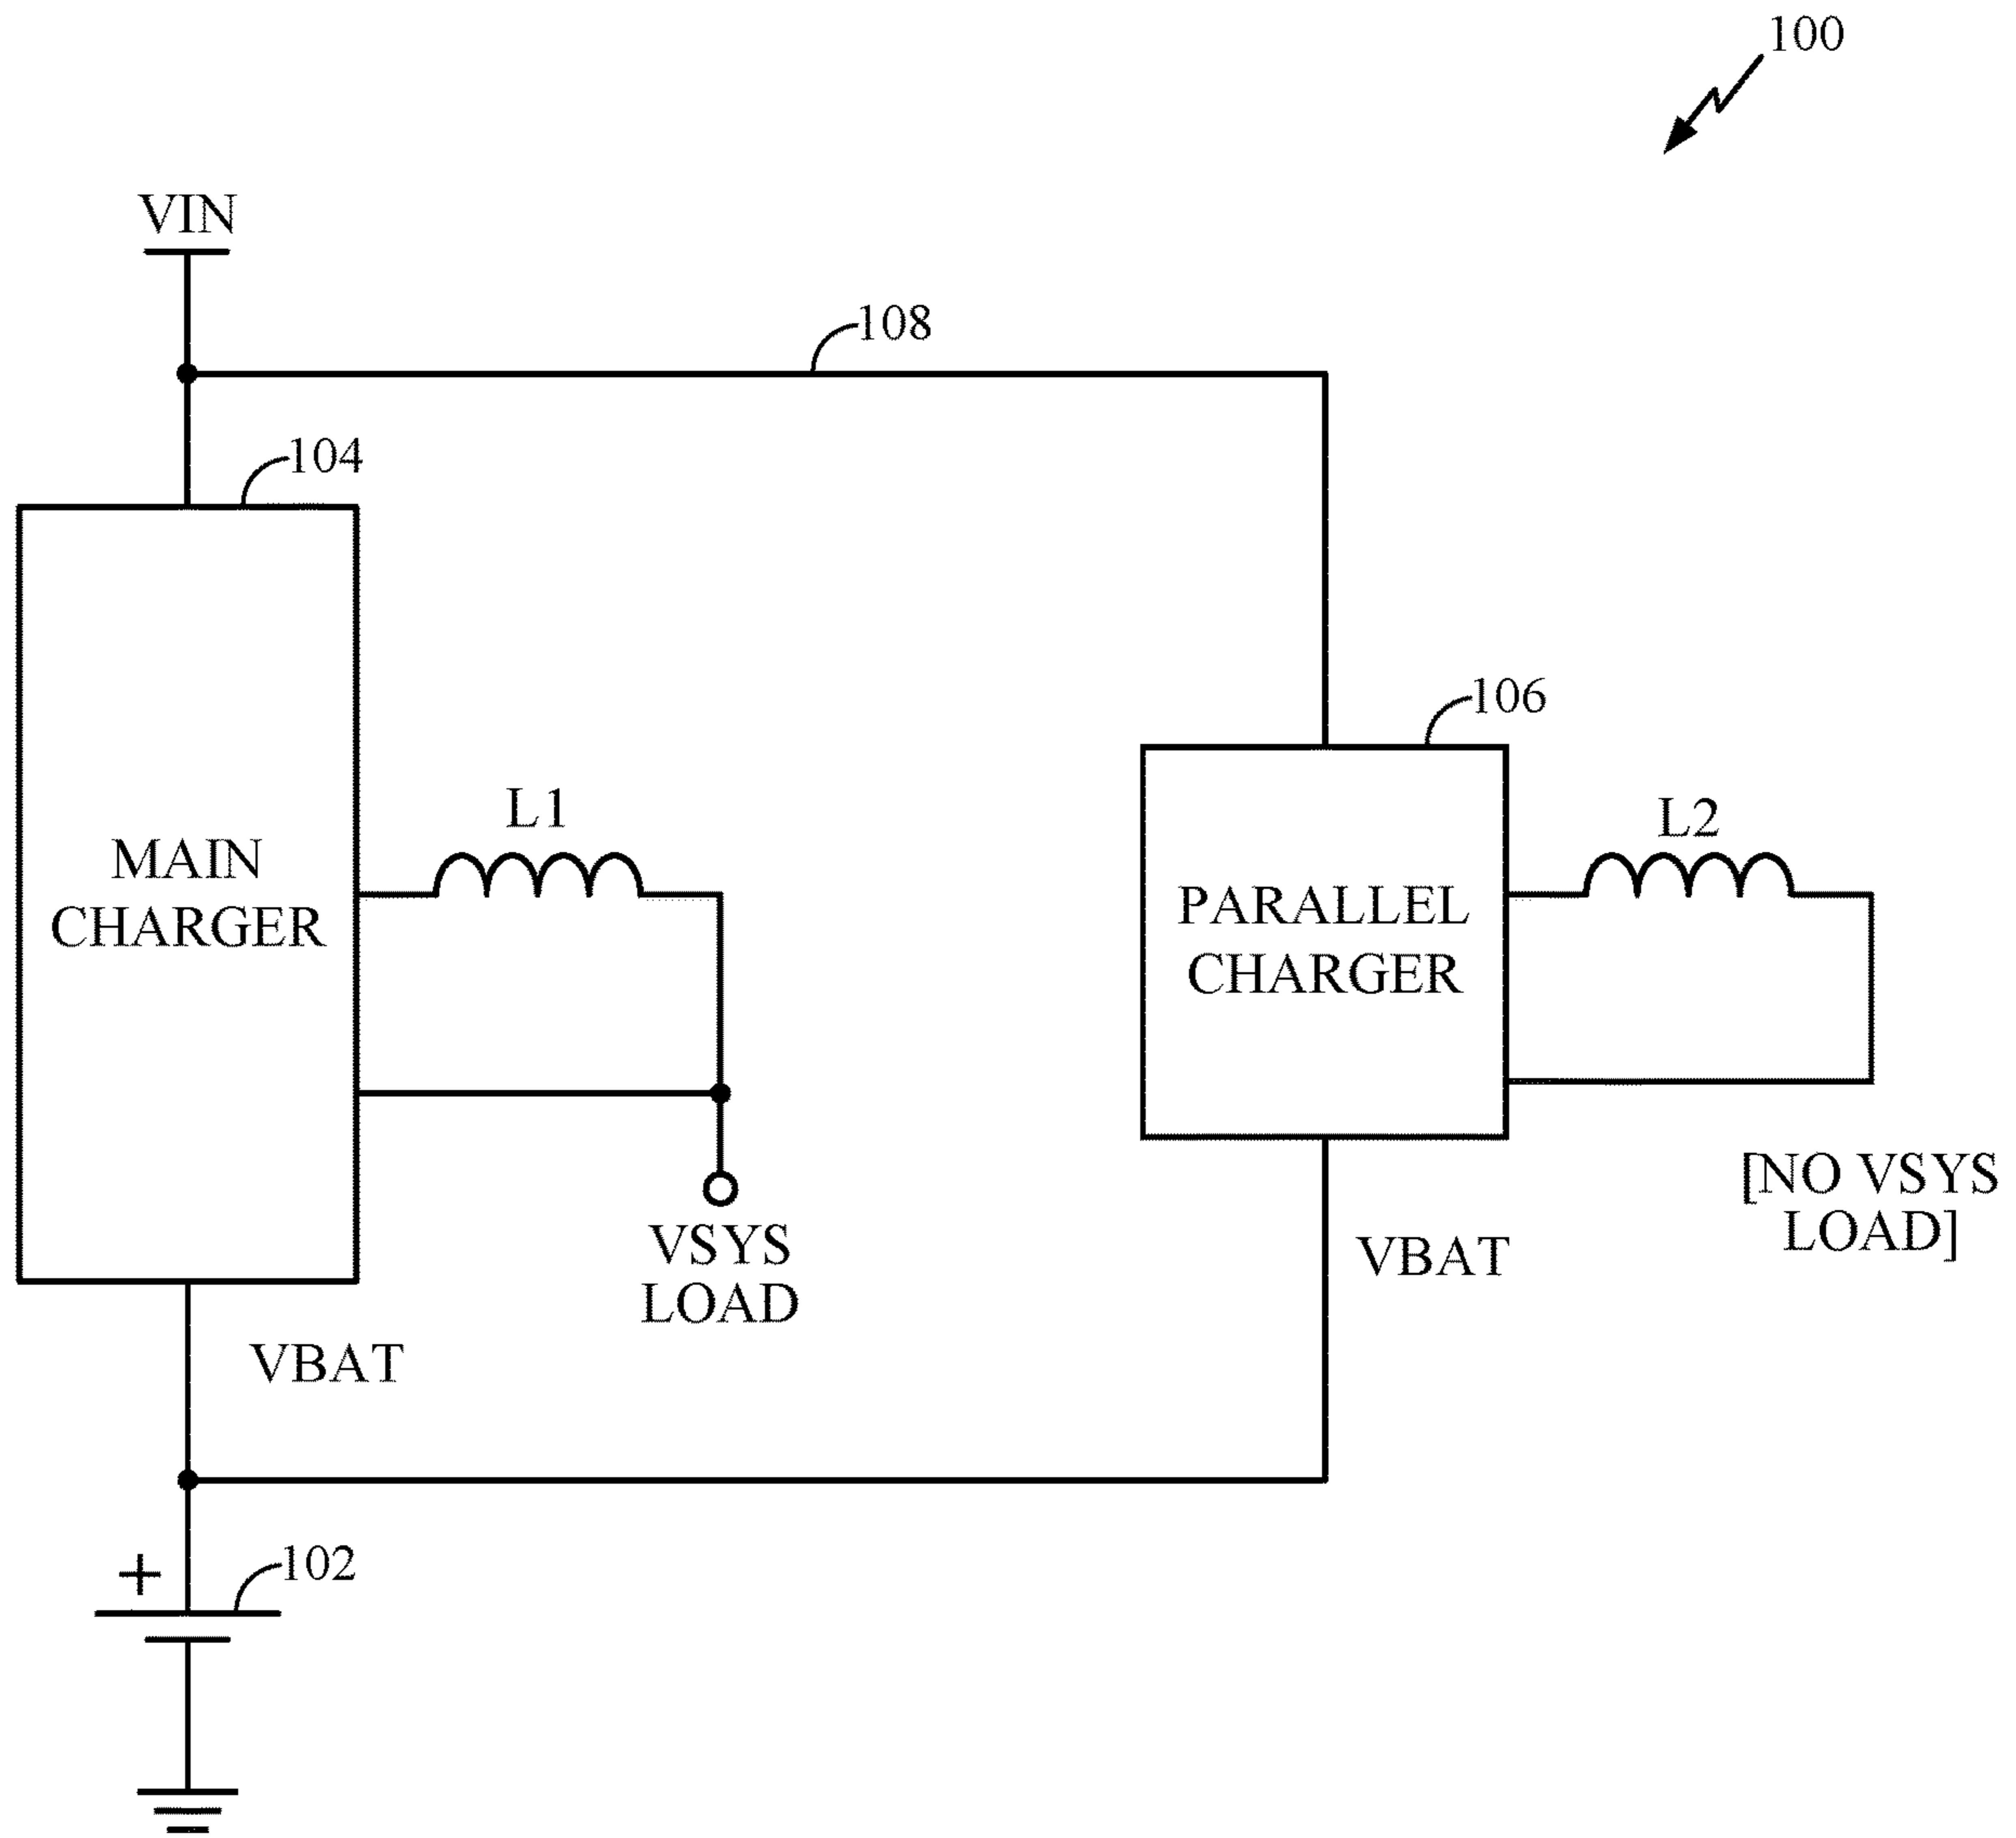 100
VIN
108
104
106
L1
L2
MAIN
CHARGER
PARALLEL
CHARGER
[NO VSYS
LOAD]
VSYS
LOAD
VBAT
VBAT
+
102